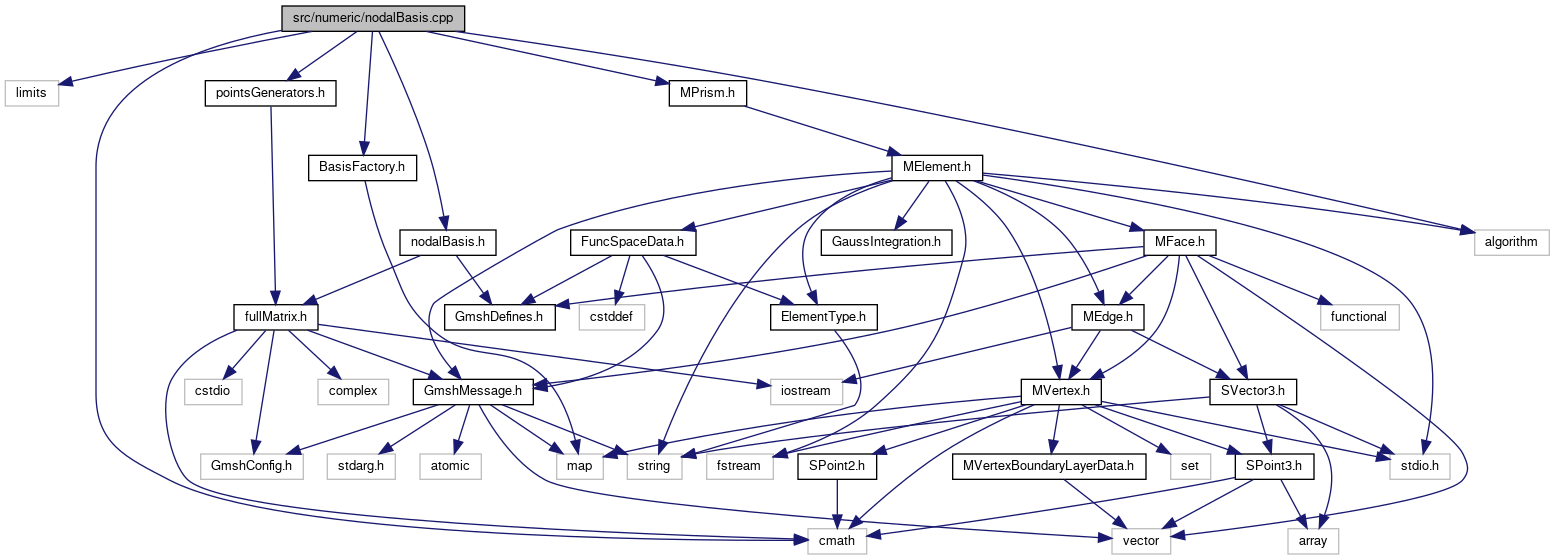 src/numeric/nodalBasis.cpp
limits
pointsGenerators.h
MPrism.h
BasisFactory.h
MElement.h
nodalBasis.h
FuncSpaceData.h
GaussIntegration.h
MFace.h
algorithm
fullMatrix.h
GmshDefines.h
cstddef
ElementType.h
MEdge.h
functional
cstdio
complex
GmshMessage.h
iostream
MVertex.h
SVector3.h
GmshConfig.h
stdarg.h
atomic
map
string
fstream
SPoint2.h
MVertexBoundaryLayerData.h
set
SPoint3.h
stdio.h
cmath
vector
array